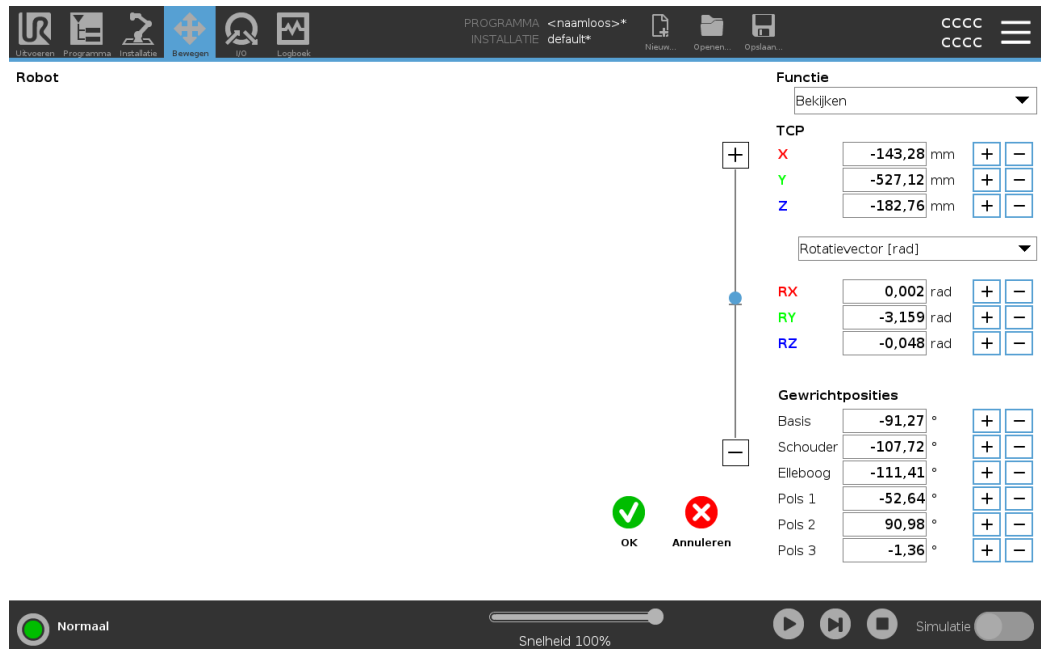 UR
PROGRAMMA <naamloos>*
INSTALLATIE default*
Uitvoeren Programma Installatie Bewegen I/O Logboek Nieuw... Openen... Opslaan...
CCCC
CCCC
Robot
Functie
Bekijken
TCP
X -143,28 mm + −
Y -527,12 mm + −
Z -182,76 mm + −
Rotatievector [rad]
RX 0,002 rad + −
RY -3,159 rad + −
RZ -0,048 rad + −
Gewrichtposities
Basis -91,27 ° + −
Schouder -107,72 ° + −
Elleboog -111,41 ° + −
Pols 1 -52,64 ° + −
Pols 2 90,98 ° + −
Pols 3 -1,36 ° + −
OK Annuleren
Normaal
Snelheid 100%
Simulatie